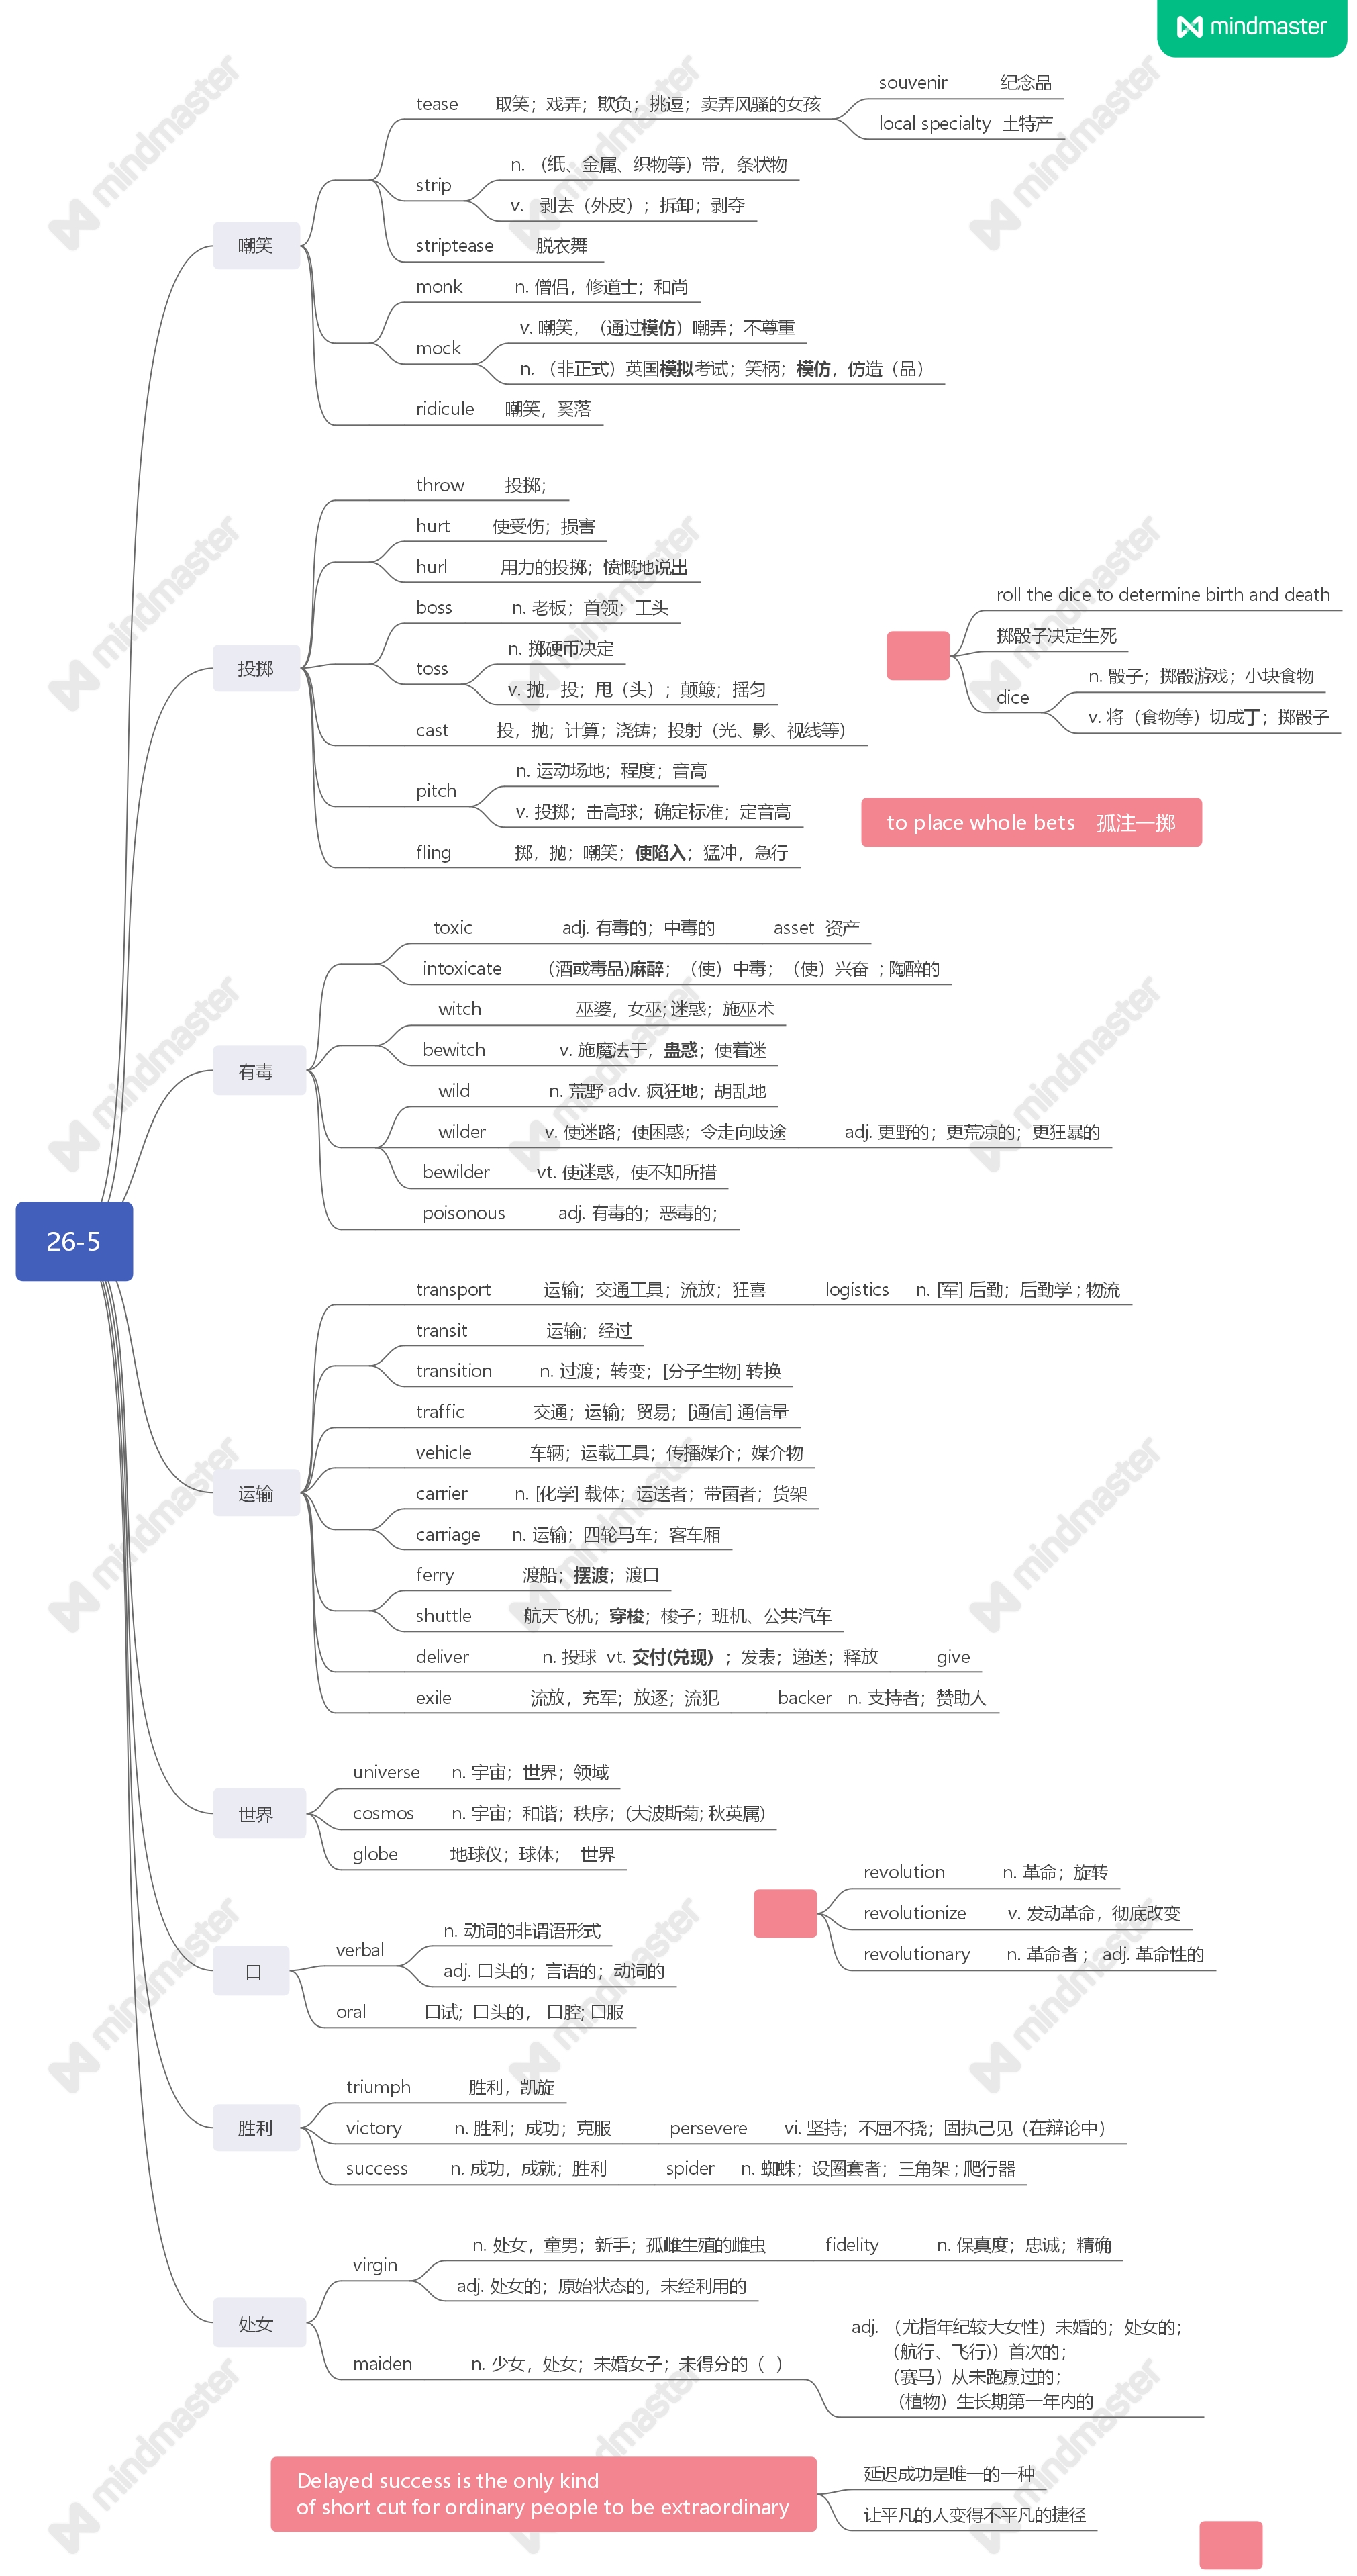 mindmaster
26-5
嘲笑
tease 取笑；戏弄；欺负；挑逗；卖弄风骚的女孩
souvenir 纪念品
local specialty 土特产
strip
n. （纸、金属、织物等）带，条状物
v. 剥去（外皮）；拆卸；剥夺
striptease 脱衣舞
monk n. 僧侣，修道士；和尚
mock
v. 嘲笑，（通过模仿）嘲弄；不尊重
n. （非正式）英国模拟考试；笑柄；模仿，仿造（品）
ridicule 嘲笑，奚落
投掷
throw 投掷；
hurt 使受伤；损害
hurl 用力的投掷；愤慨地说出
boss n. 老板；首领；工头
toss
n. 掷硬币决定
v. 抛，投；甩（头）；颠簸；摇匀
cast 投，抛；计算；浇铸；投射（光、影、视线等）
pitch
n. 运动场地；程度；音高
v. 投掷；击高球；确定标准；定音高
fling 掷，抛；嘲笑；使陷入；猛冲，急行
roll the dice to determine birth and death
掷骰子决定生死
dice
n. 骰子；掷骰游戏；小块食物
v. 将（食物等）切成丁；掷骰子
to place whole bets 孤注一掷
有毒
toxic adj. 有毒的；中毒的 asset 资产
intoxicate (酒或毒品)麻醉；（使）中毒；（使）兴奋 ; 陶醉的
witch 巫婆，女巫; 迷惑；施巫术
bewitch v. 施魔法于，蛊惑；使着迷
wild n. 荒野 adv. 疯狂地；胡乱地
wilder v. 使迷路；使困惑；令走向歧途 adj. 更野的；更荒凉的；更狂暴的
bewilder vt. 使迷惑，使不知所措
poisonous adj. 有毒的；恶毒的；
运输
transport 运输；交通工具；流放；狂喜 logistics n. [军] 后勤；后勤学 ; 物流
transit 运输；经过
transition n. 过渡；转变；[分子生物] 转换
traffic 交通；运输；贸易；[通信] 通信量
vehicle 车辆；运载工具；传播媒介；媒介物
carrier n. [化学] 载体；运送者；带菌者；货架
carriage n. 运输；四轮马车；客车厢
ferry 渡船；摆渡；渡口
shuttle 航天飞机；穿梭；梭子；班机、公共汽车
deliver n. 投球 vt. 交付(兑现) ；发表；递送；释放 give
exile 流放，充军；放逐；流犯 backer n. 支持者；赞助人
世界
universe n. 宇宙；世界；领域
cosmos n. 宇宙；和谐；秩序；(大波斯菊; 秋英属)
globe 地球仪；球体； 世界
revolution n. 革命；旋转
revolutionize v. 发动革命，彻底改变
revolutionary n. 革命者； adj. 革命性的
口
verbal
n. 动词的非谓语形式
adj. 口头的；言语的；动词的
oral 口试；口头的， 口腔; 口服
胜利
triumph 胜利，凯旋
victory n. 胜利；成功；克服 persevere vi. 坚持；不屈不挠；固执己见（在辩论中）
success n. 成功，成就；胜利 spider n. 蜘蛛；设圈套者；三角架 ; 爬行器
处女
virgin
n. 处女，童男；新手；孤雌生殖的雌虫 fidelity n. 保真度；忠诚；精确
adj. 处女的；原始状态的，未经利用的
maiden n. 少女，处女；未婚女子；未得分的（ ）
adj. （尤指年纪较大女性）未婚的；处女的；
（航行、飞行)）首次的；
（赛马）从未跑赢过的；
（植物）生长期第一年内的
Delayed success is the only kind
of short cut for ordinary people to be extraordinary
延迟成功是唯一的一种
让平凡的人变得不平凡的捷径